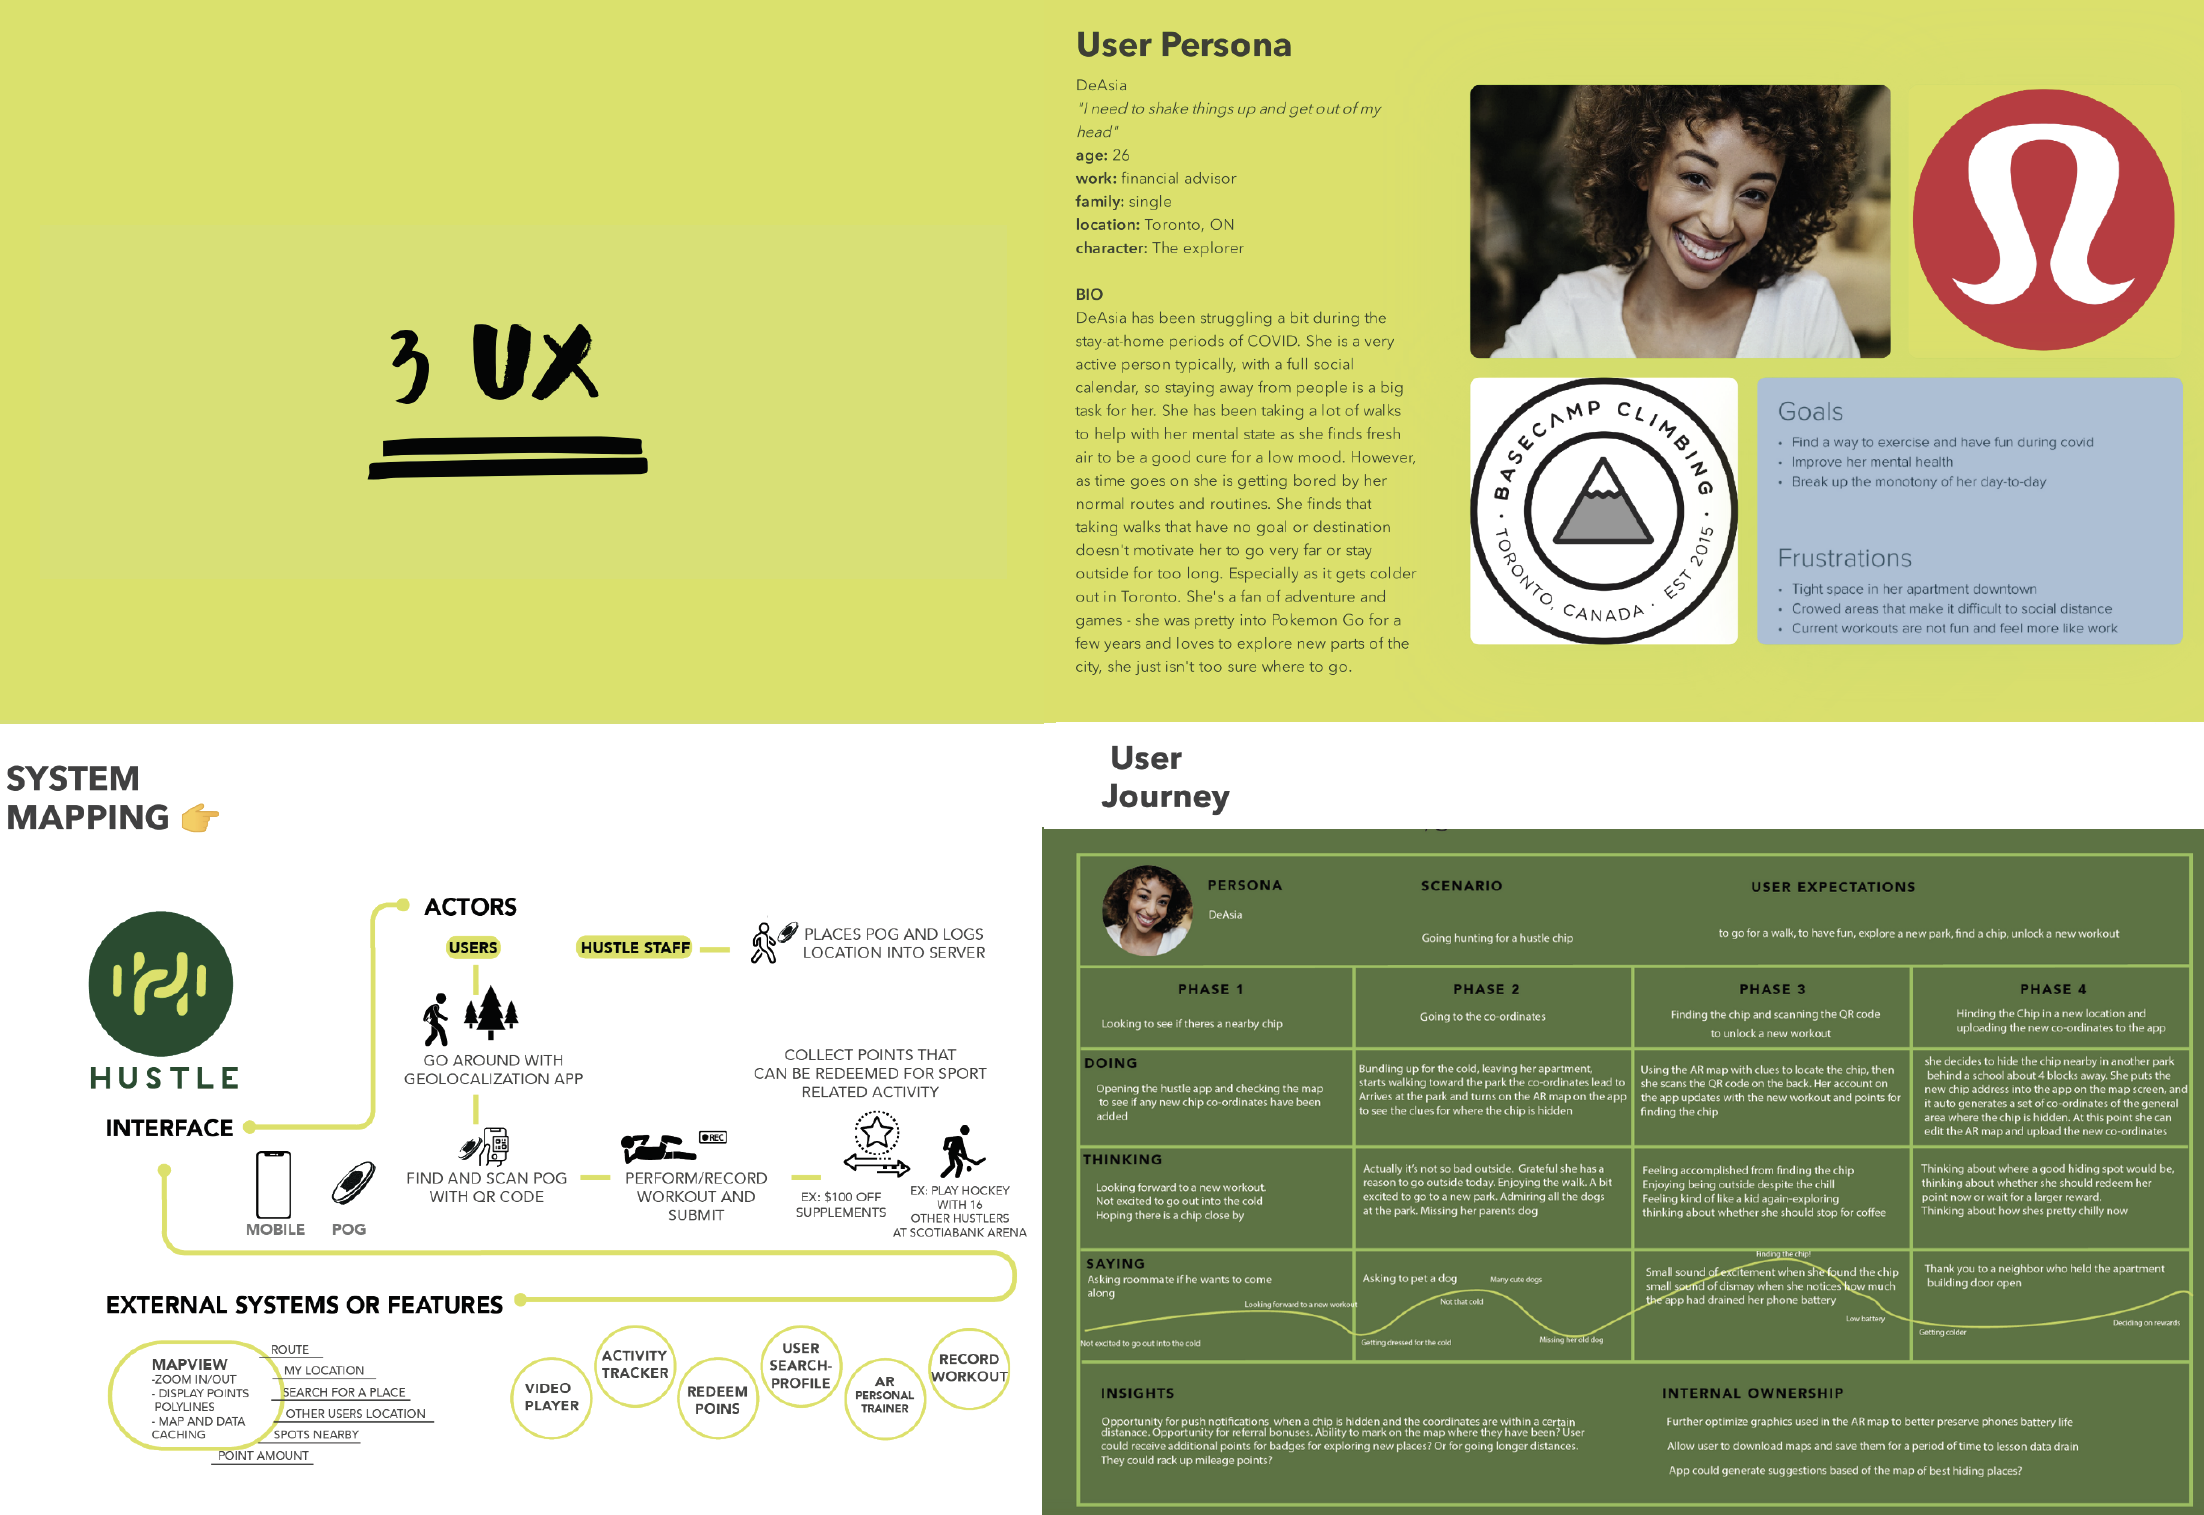 3 UX
User Persona
DeAsia
"I need to shake things up and get out of my
head"
age: 26
work: financial advisor
family: single
location: Toronto, ON
character: The explorer
BIO
DeAsia has been struggling a bit during the
stay-at-home periods of COVID. She is a very
active person typically, with a full social
calendar, so staying away from people is a big
task for her. She has been taking a lot of walks
to help with her mental state as she finds fresh
air to be a good cure for a low mood. However,
as time goes on she is getting bored by her
normal routes and routines. She finds that
taking walks that have no goal or destination
doesn't motivate her to go very far or stay
outside for too long. Especially as it gets colder
out in Toronto. She's a fan of adventure and
games - she was pretty into Pokemon Go for a
few years and loves to explore new parts of the
city, she just isn't too sure where to go.
BASECAMP CLIMBING
TORONTO, CANADA · EST 2015
Goals
• Find a way to exercise and have fun during covid
• Improve her mental health
• Break up the monotony of her day-to-day
Frustrations
• Tight space in her apartment downtown
• Crowed areas that make it difficult to social distance
• Current workouts are not fun and feel more like work
SYSTEM
MAPPING
HUSTLE
ACTORS
USERS
HUSTLE STAFF
PLACES POG AND LOGS
LOCATION INTO SERVER
GO AROUND WITH
GEOLOCALIZATION APP
COLLECT POINTS THAT
CAN BE REDEEMED FOR SPORT
RELATED ACTIVITY
INTERFACE
MOBILE
POG
FIND AND SCAN POG
WITH QR CODE
REC
PERFORM/RECORD
WORKOUT AND
SUBMIT
EX: $100 OFF
SUPPLEMENTS
EX: PLAY HOCKEY
WITH 16
OTHER HUSTLERS
AT SCOTIABANK ARENA
EXTERNAL SYSTEMS OR FEATURES
MAPVIEW
-ZOOM IN/OUT
- DISPLAY POINTS
POLYLINES
- MAP AND DATA
CACHING
ROUTE
MY LOCATION
SEARCH FOR A PLACE
OTHER USERS LOCATION
SPOTS NEARBY
POINT AMOUNT
VIDEO
PLAYER
ACTIVITY
TRACKER
REDEEM
POINS
USER
SEARCH-
PROFILE
AR
PERSONAL
TRAINER
RECORD
WORKOUT
User
Journey
PERSONA
DeAsia
SCENARIO
Going hunting for a hustle chip
USER EXPECTATIONS
to go for a walk, to have fun, explore a new park, find a chip, unlock a new workout
PHASE 1
Looking to see if theres a nearby chip
PHASE 2
Going to the co-ordinates
PHASE 3
Finding the chip and scanning the QR code
to unlock a new workout
PHASE 4
Hinding the Chip in a new location and
uploading the new co-ordinates to the app
DOING
Opening the hustle app and checking the map
to see if any new chip co-ordinates have been
added
Bundling up for the cold, leaving her apartment,
starts walking toward the park the co-ordinates lead to
Arrives at the park and turns on the AR map on the app
to see the clues for where the chip is hidden
Using the AR map with clues to locate the chip, then
she scans the QR code on the back. Her account on
the app updates with the new workout and points for
finding the chip
she decides to hide the chip nearby in another park
behind a school about 4 blocks away. She puts the
new chip address into the app on the map screen, and
it auto generates a set of co-ordinates of the general
area where the chip is hidden. At this point she can
edit the AR map and upload the new co-ordinates
THINKING
Looking forward to a new workout.
Not excited to go out into the cold
Hoping there is a chip close by
Actually it's not so bad outside. Grateful she has a
reason to go outside today. Enjoying the walk. A bit
excited to go to a new park. Admiring all the dogs
at the park. Missing her parents dog
Feeling accomplished from finding the chip
Enjoying being outside despite the chill
Feeling kind of like a kid again-exploring
thinking about whether she should stop for coffee
Thinking about where a good hiding spot would be,
thinking about whether she should redeem her
point now or wait for a larger reward.
Thinking about how shes pretty chilly now
SAYING
Asking roommate if he wants to come
along
Looking forward to a new workout
Not excited to go out into the cold
Asking to pet a dog
Many cute dogs
Not that cold
Getting dressed for the cold
Missing her old dog
Finding the chip!
Small sound of excitement when she found the chip
small sound of dismay when she notices how much
the app had drained her phone battery
Low battery
Thank you to a neighbor who held the apartment
building door open
Getting colder
Deciding on rewards
INSIGHTS
Opportunity for push notifications when a chip is hidden and the coordinates are within a certain
distanace. Opportunity for referral bonuses. Ability to mark on the map where they have been? User
could receive additional points for badges for exploring new places? Or for going longer distances.
They could rack up mileage points?
INTERNAL OWNERSHIP
Further optimize graphics used in the AR map to better preserve phones battery life
Allow user to download maps and save them for a period of time to lesson data drain
App could generate suggestions based of the map of best hiding places?